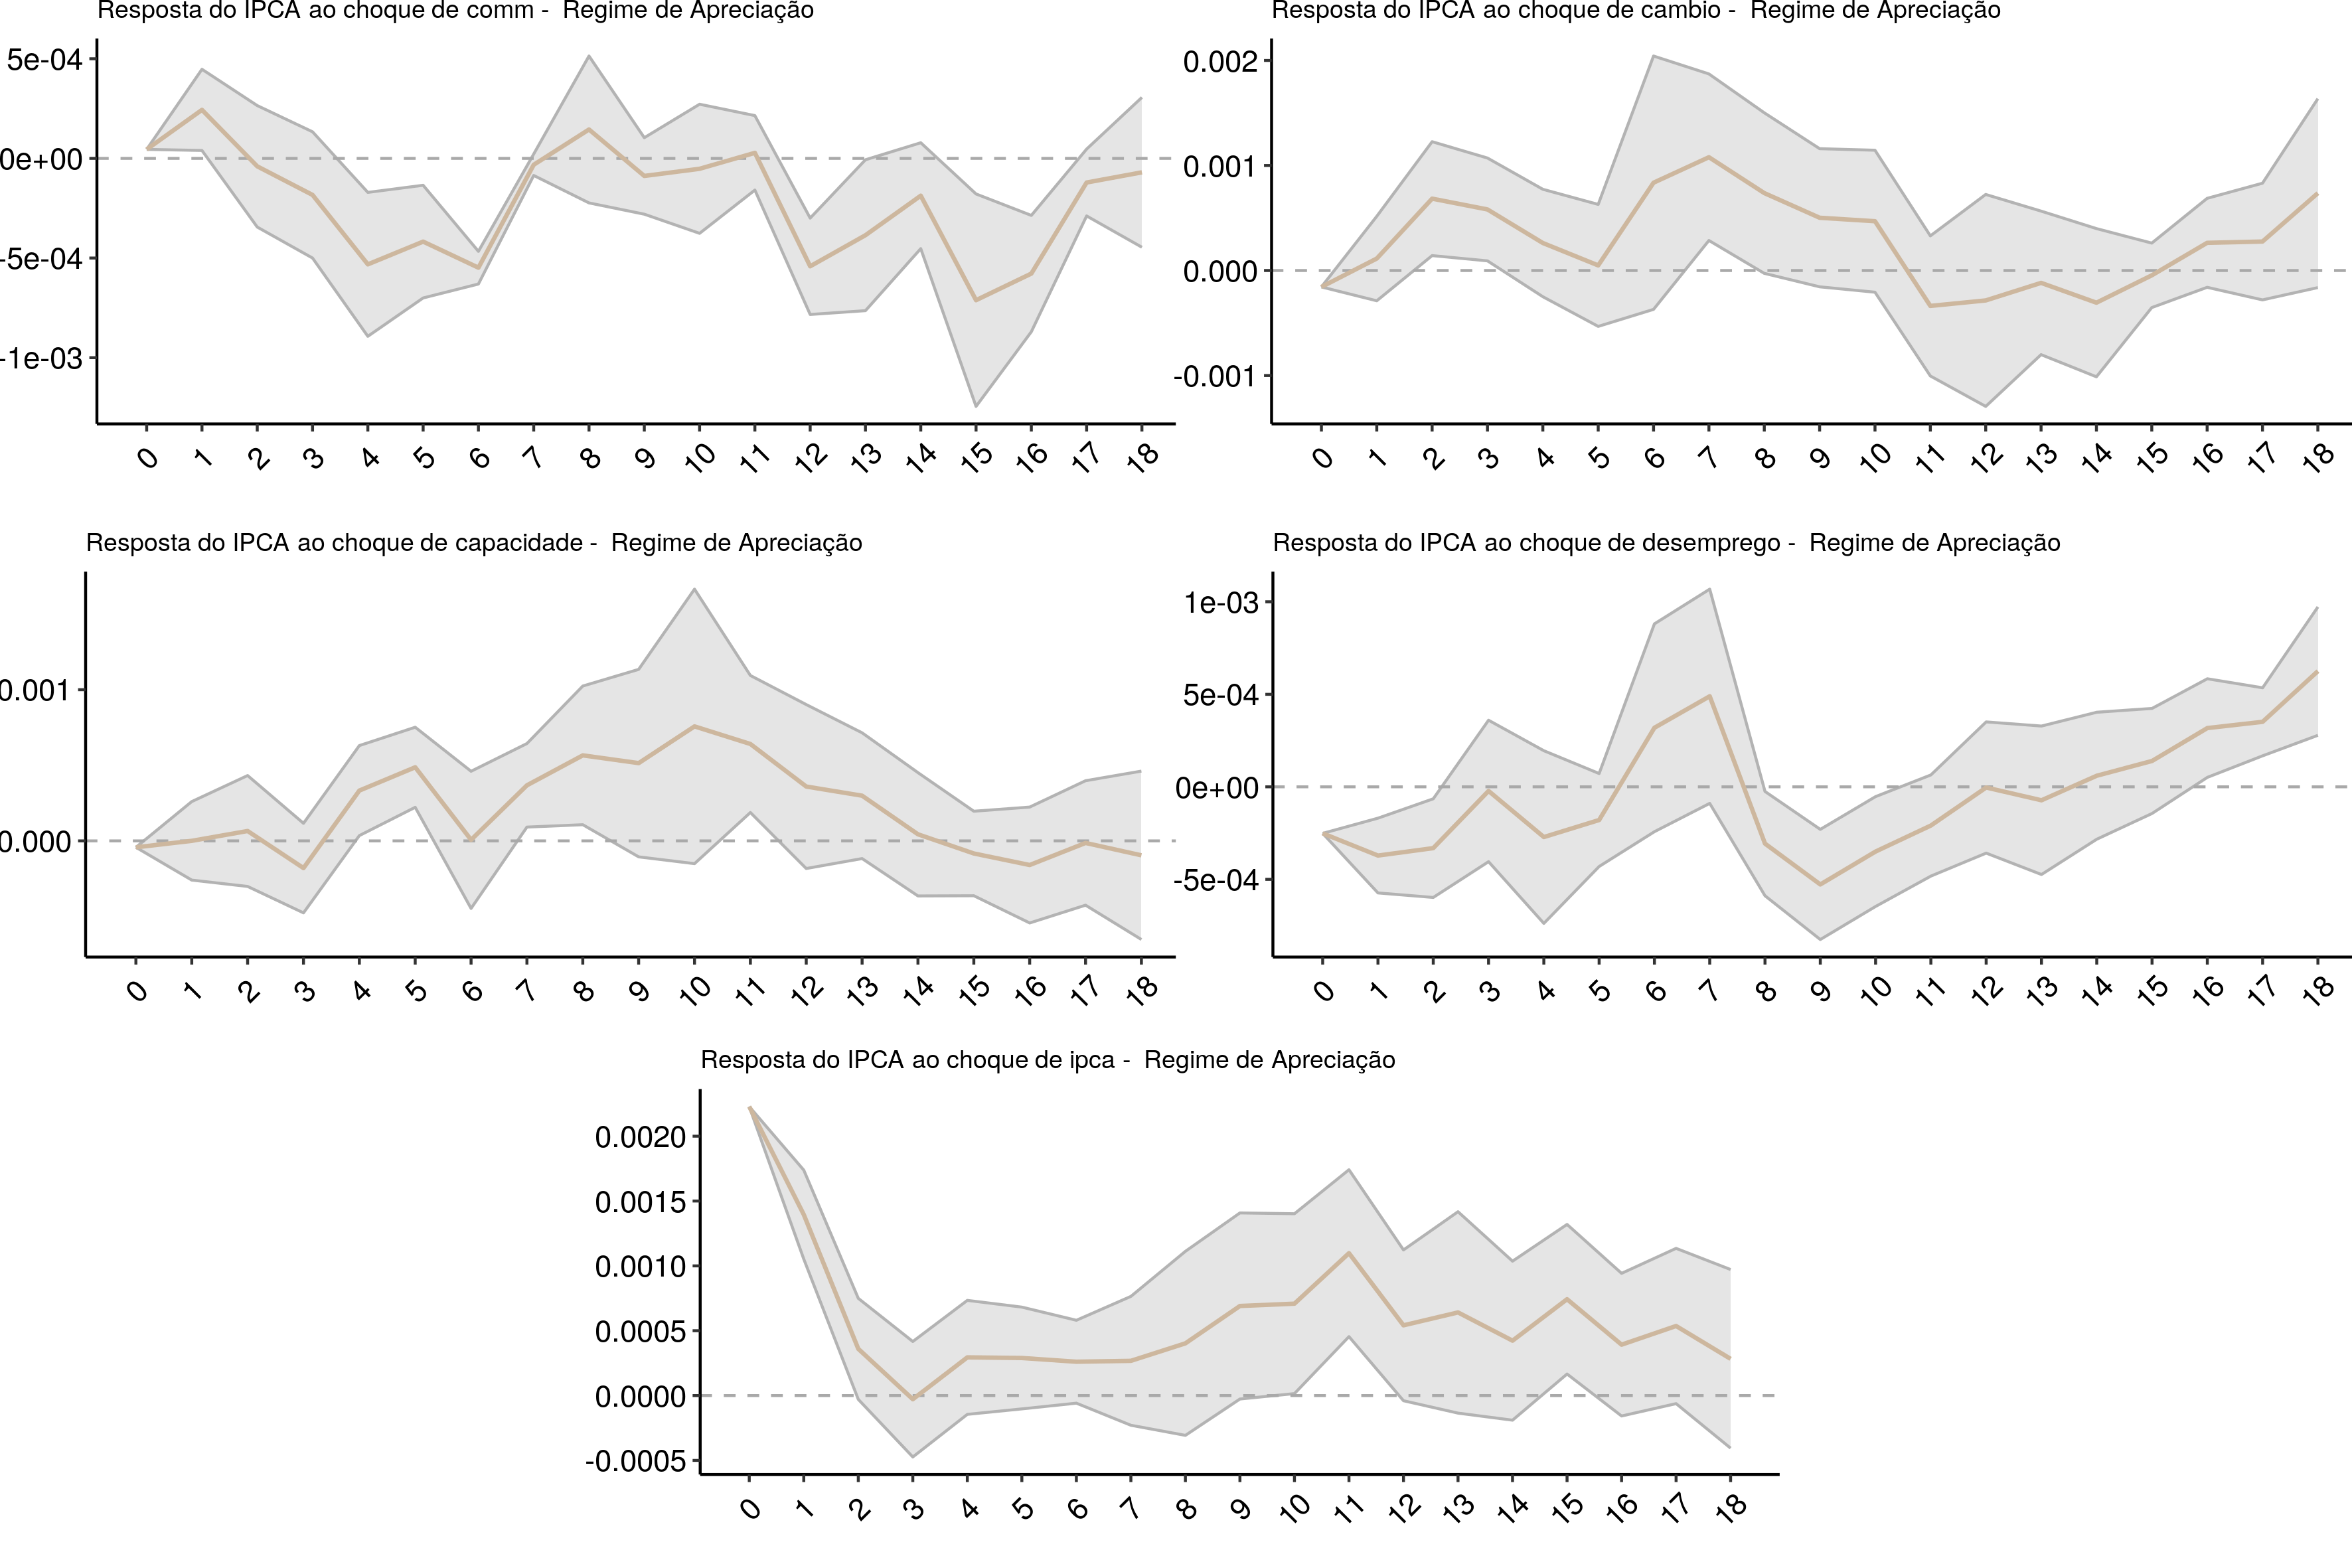 Resposta do IPCA ao choque de comm -  Regime de Apreciação
5e-04
0e+00
-5e-04
-1e-03
0 1 2 3 4 5 6 7 8 9 10 11 12 13 14 15 16 17 18
Resposta do IPCA ao choque de cambio -  Regime de Apreciação
0.002
0.001
0.000
-0.001
0 1 2 3 4 5 6 7 8 9 10 11 12 13 14 15 16 17 18
Resposta do IPCA ao choque de capacidade -  Regime de Apreciação
0.001
0.000
0 1 2 3 4 5 6 7 8 9 10 11 12 13 14 15 16 17 18
Resposta do IPCA ao choque de desemprego -  Regime de Apreciação
1e-03
5e-04
0e+00
-5e-04
0 1 2 3 4 5 6 7 8 9 10 11 12 13 14 15 16 17 18
Resposta do IPCA ao choque de ipca -  Regime de Apreciação
0.0020
0.0015
0.0010
0.0005
0.0000
-0.0005
0 1 2 3 4 5 6 7 8 9 10 11 12 13 14 15 16 17 18